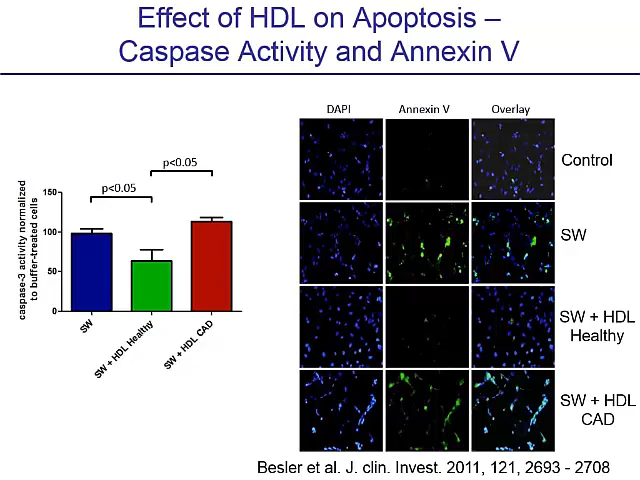 Effect of HDL on Apoptosis –
Caspase Activity and Annexin V
DAPI Annexin V Overlay
Control
SW
SW + HDL
Healthy
SW + HDL
CAD
p<0.05
p<0.05
caspase-3 activity normalized
to buffer-treated cells
150
100
50
0
SW
SW + HDL Healthy
SW + HDL CAD
Besler et al. J. clin. Invest. 2011, 121, 2693 - 2708